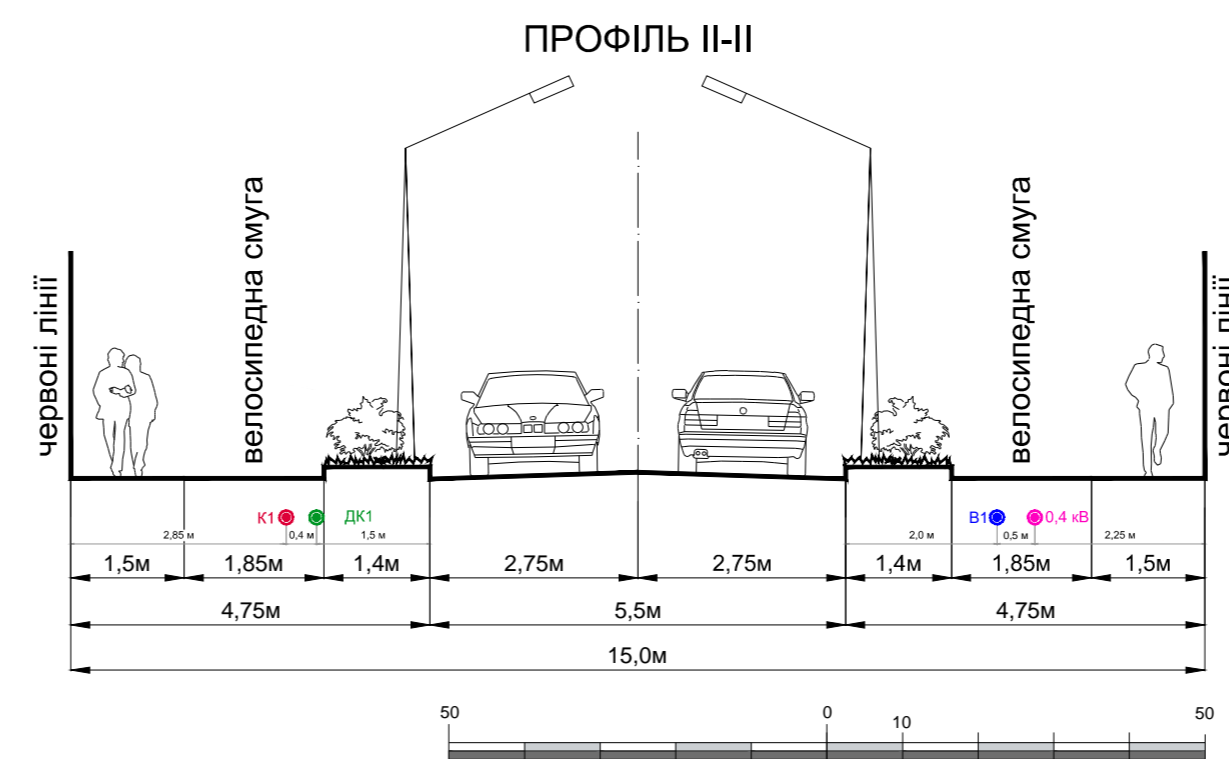 ПРОФІЛЬ II-II
червоні лінії
велосипедна смуга
велосипедна смуга
червоні лінії
К1 ДК1 В1 0,4 кВ
2,85 м 0,4 м 1,5 м 2,0 м 0,5 м 2,25 м
1,5м 1,85м 1,4м 2,75м 2,75м 1,4м 1,85м 1,5м
4,75м 5,5м 4,75м
15,0м
50 0 10 50